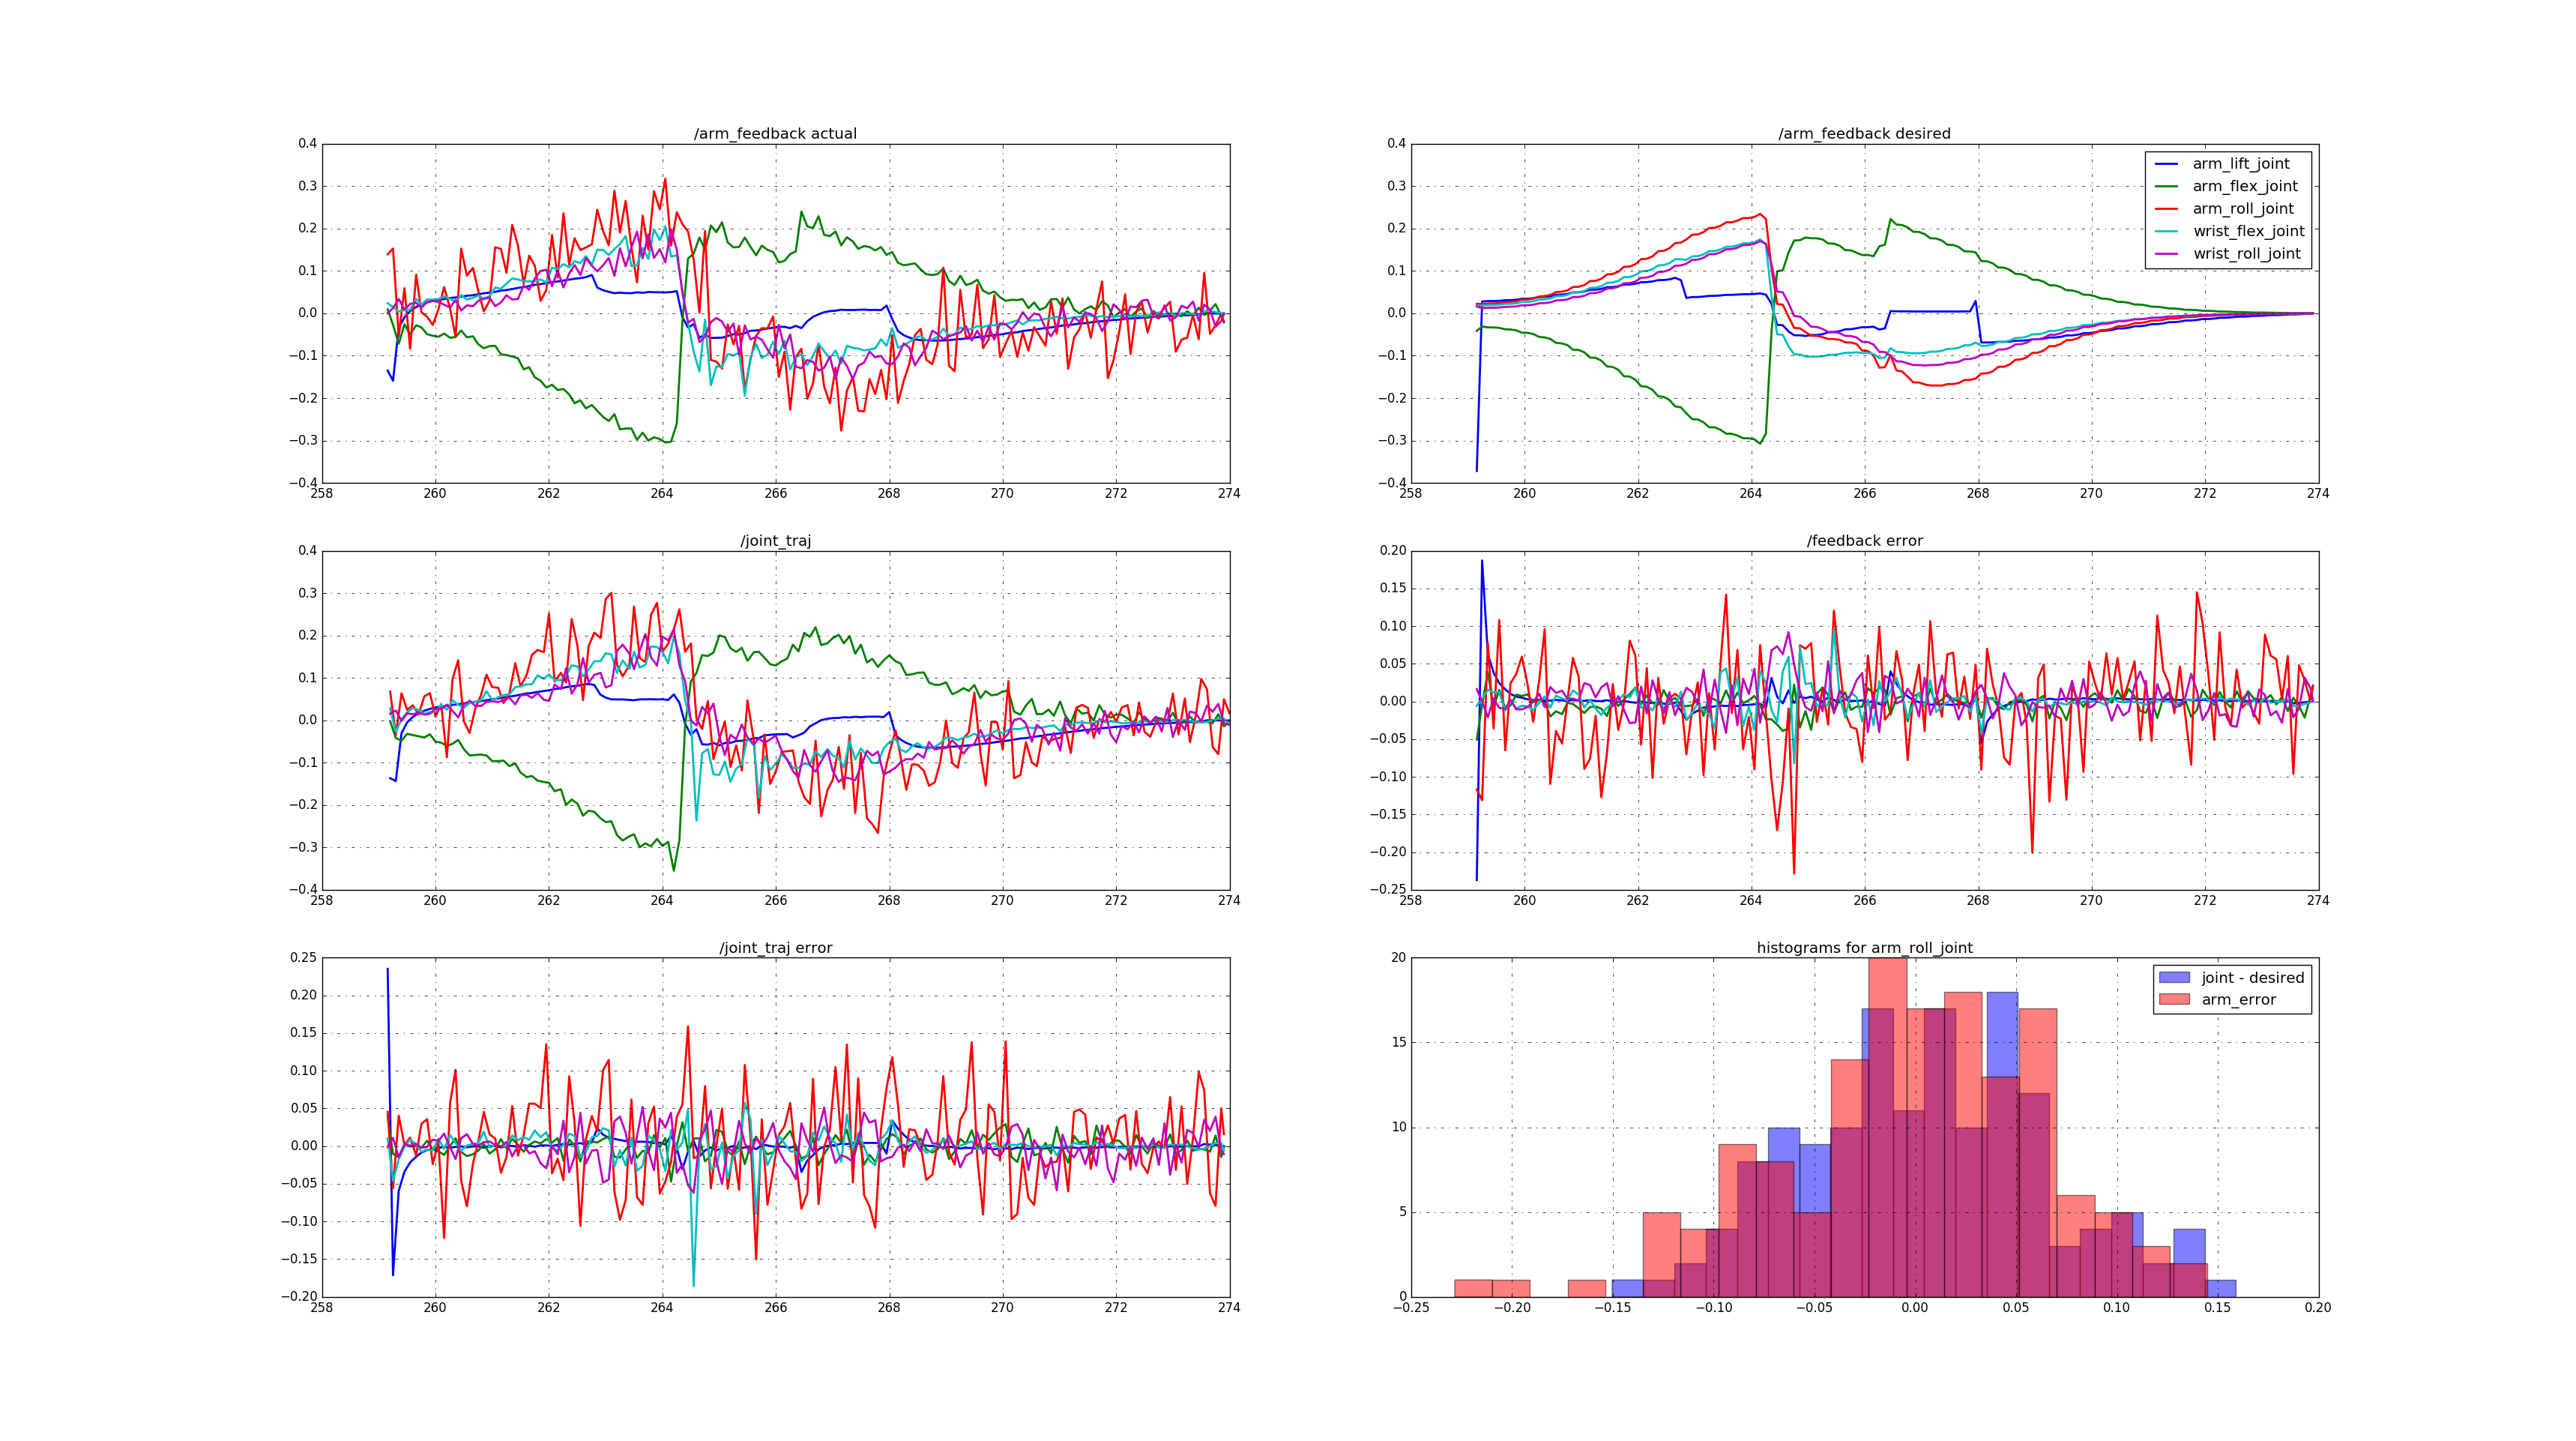 /arm_feedback actual
0.4
0.3
0.2
0.1
0.0
−0.1
−0.2
−0.3
−0.4
258 260 262 264 266 268 270 272 274
/arm_feedback desired
0.4
0.3
0.2
0.1
0.0
−0.1
−0.2
−0.3
−0.4
258 260 262 264 266 268 270 272 274
arm_lift_joint
arm_flex_joint
arm_roll_joint
wrist_flex_joint
wrist_roll_joint
/joint_traj
0.4
0.3
0.2
0.1
0.0
−0.1
−0.2
−0.3
−0.4
258 260 262 264 266 268 270 272 274
/feedback error
0.20
0.15
0.10
0.05
0.00
−0.05
−0.10
−0.15
−0.20
−0.25
258 260 262 264 266 268 270 272 274
/joint_traj error
0.25
0.20
0.15
0.10
0.05
0.00
−0.05
−0.10
−0.15
−0.20
258 260 262 264 266 268 270 272 274
histograms for arm_roll_joint
20
15
10
5
0
−0.25 −0.20 −0.15 −0.10 −0.05 0.00 0.05 0.10 0.15 0.20
joint - desired
arm_error